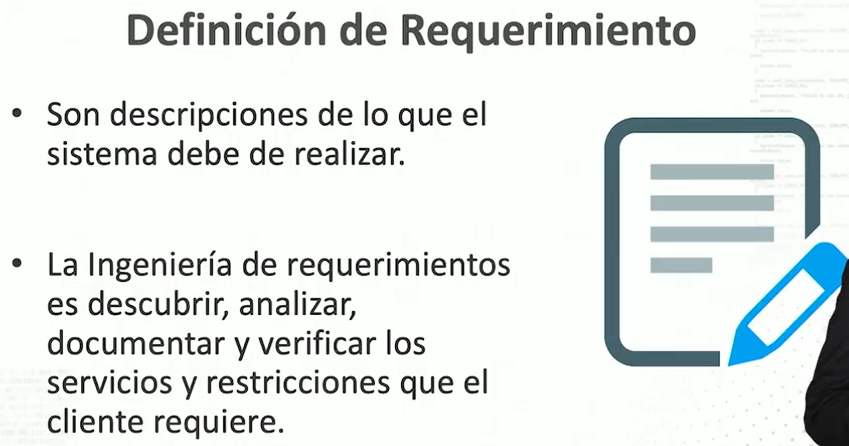 Definición de Requerimiento
• Son descripciones de lo que el
sistema debe de realizar.
• La Ingeniería de requerimientos
es descubrir, analizar,
documentar y verificar los
servicios y restricciones que el
cliente requiere.